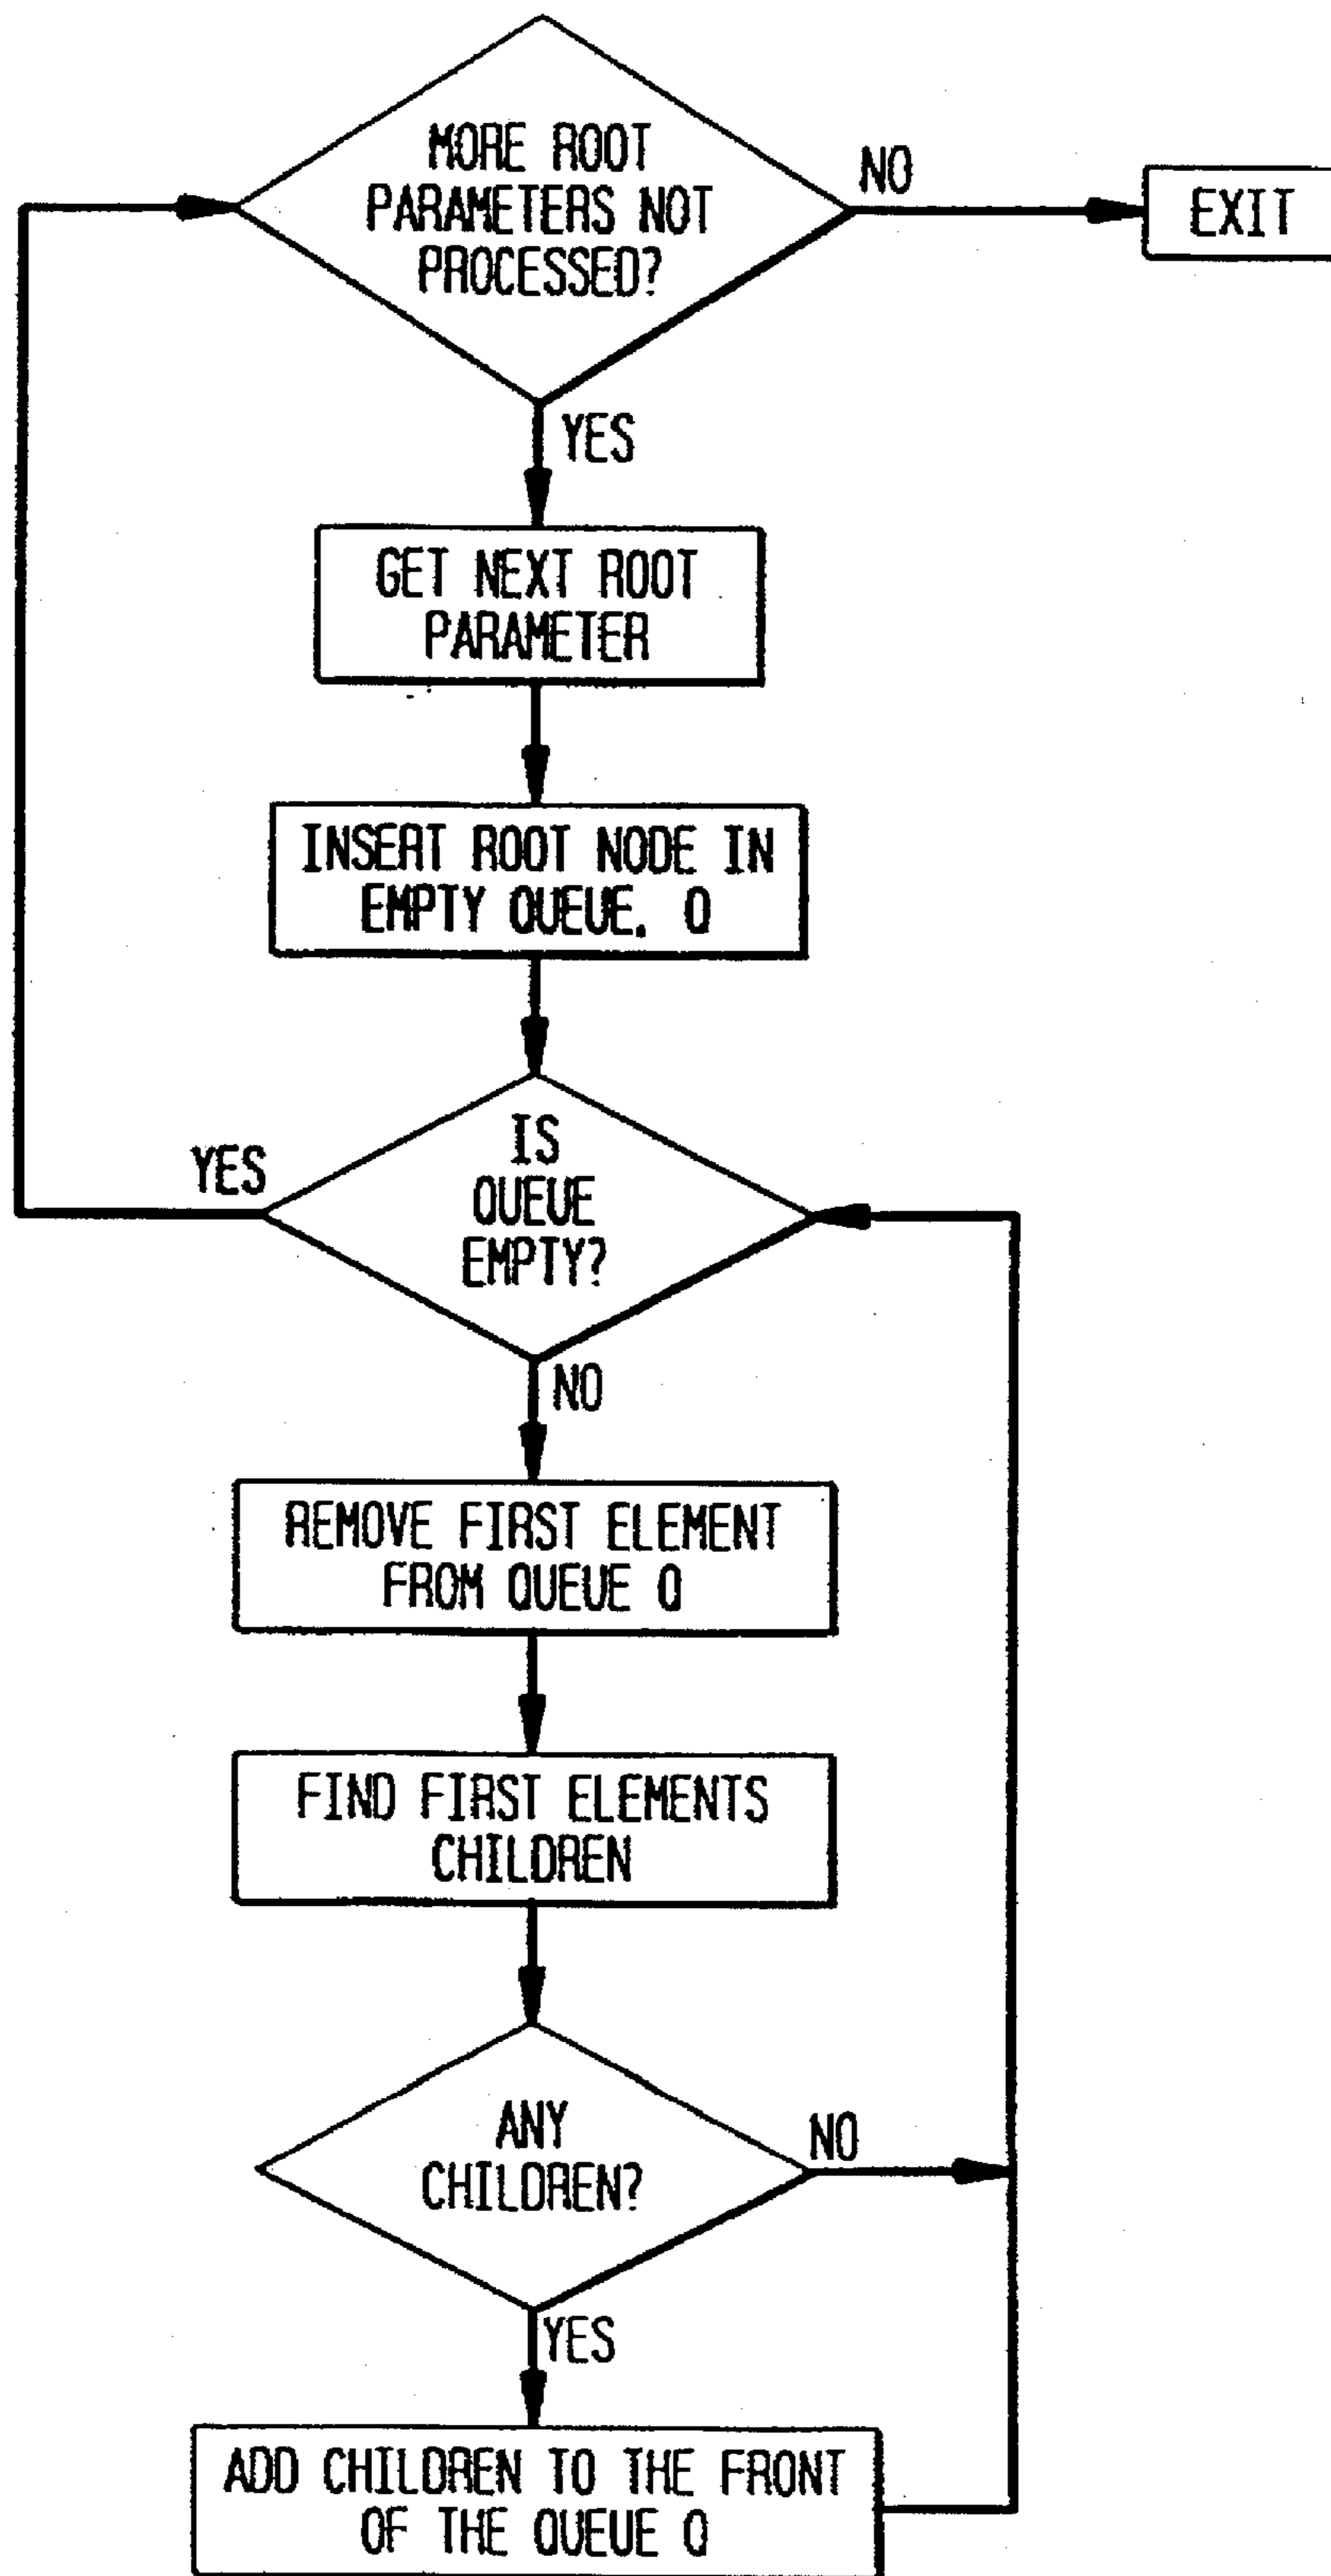 MORE ROOT
PARAMETERS NOT
PROCESSED?
NO
EXIT
YES
GET NEXT ROOT
PARAMETER
INSERT ROOT NODE IN
EMPTY QUEUE. Q
IS
QUEUE
EMPTY?
YES
NO
REMOVE FIRST ELEMENT
FROM QUEUE Q
FIND FIRST ELEMENTS
CHILDREN
ANY
CHILDREN?
NO
YES
ADD CHILDREN TO THE FRONT
OF THE QUEUE Q